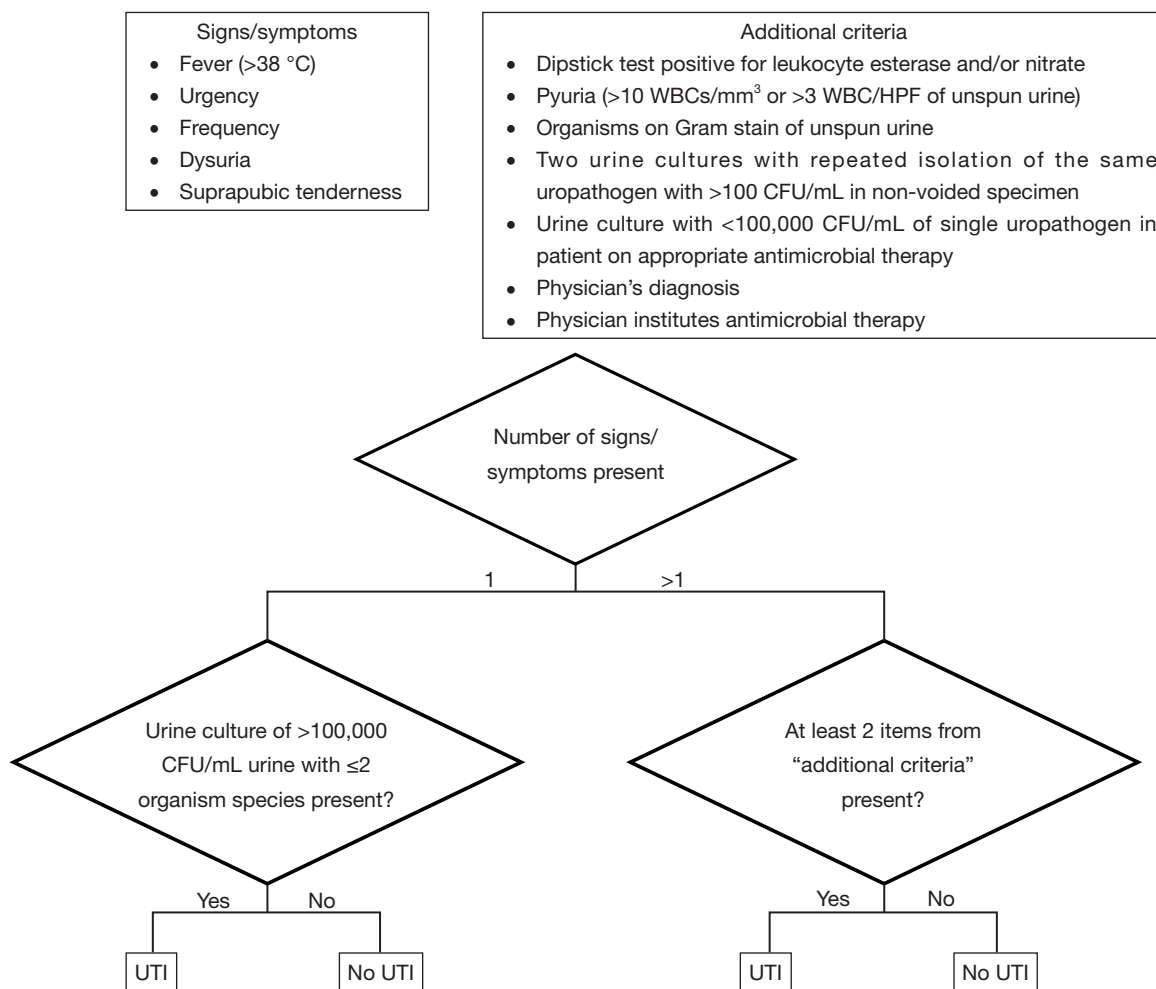 Signs/symptoms
• Fever (>38 °C)
• Urgency
• Frequency
• Dysuria
• Suprapubic tenderness
Additional criteria
• Dipstick test positive for leukocyte esterase and/or nitrate
• Pyuria (>10 WBCs/mm³ or >3 WBC/HPF of unspun urine)
• Organisms on Gram stain of unspun urine
• Two urine cultures with repeated isolation of the same
uropathogen with >100 CFU/mL in non-voided specimen
• Urine culture with <100,000 CFU/mL of single uropathogen in
patient on appropriate antimicrobial therapy
• Physician’s diagnosis
• Physician institutes antimicrobial therapy
Number of signs/
symptoms present
1
>1
Urine culture of >100,000
CFU/mL urine with ≤2
organism species present?
At least 2 items from
“additional criteria”
present?
Yes
No
Yes
No
UTI
No UTI
UTI
No UTI